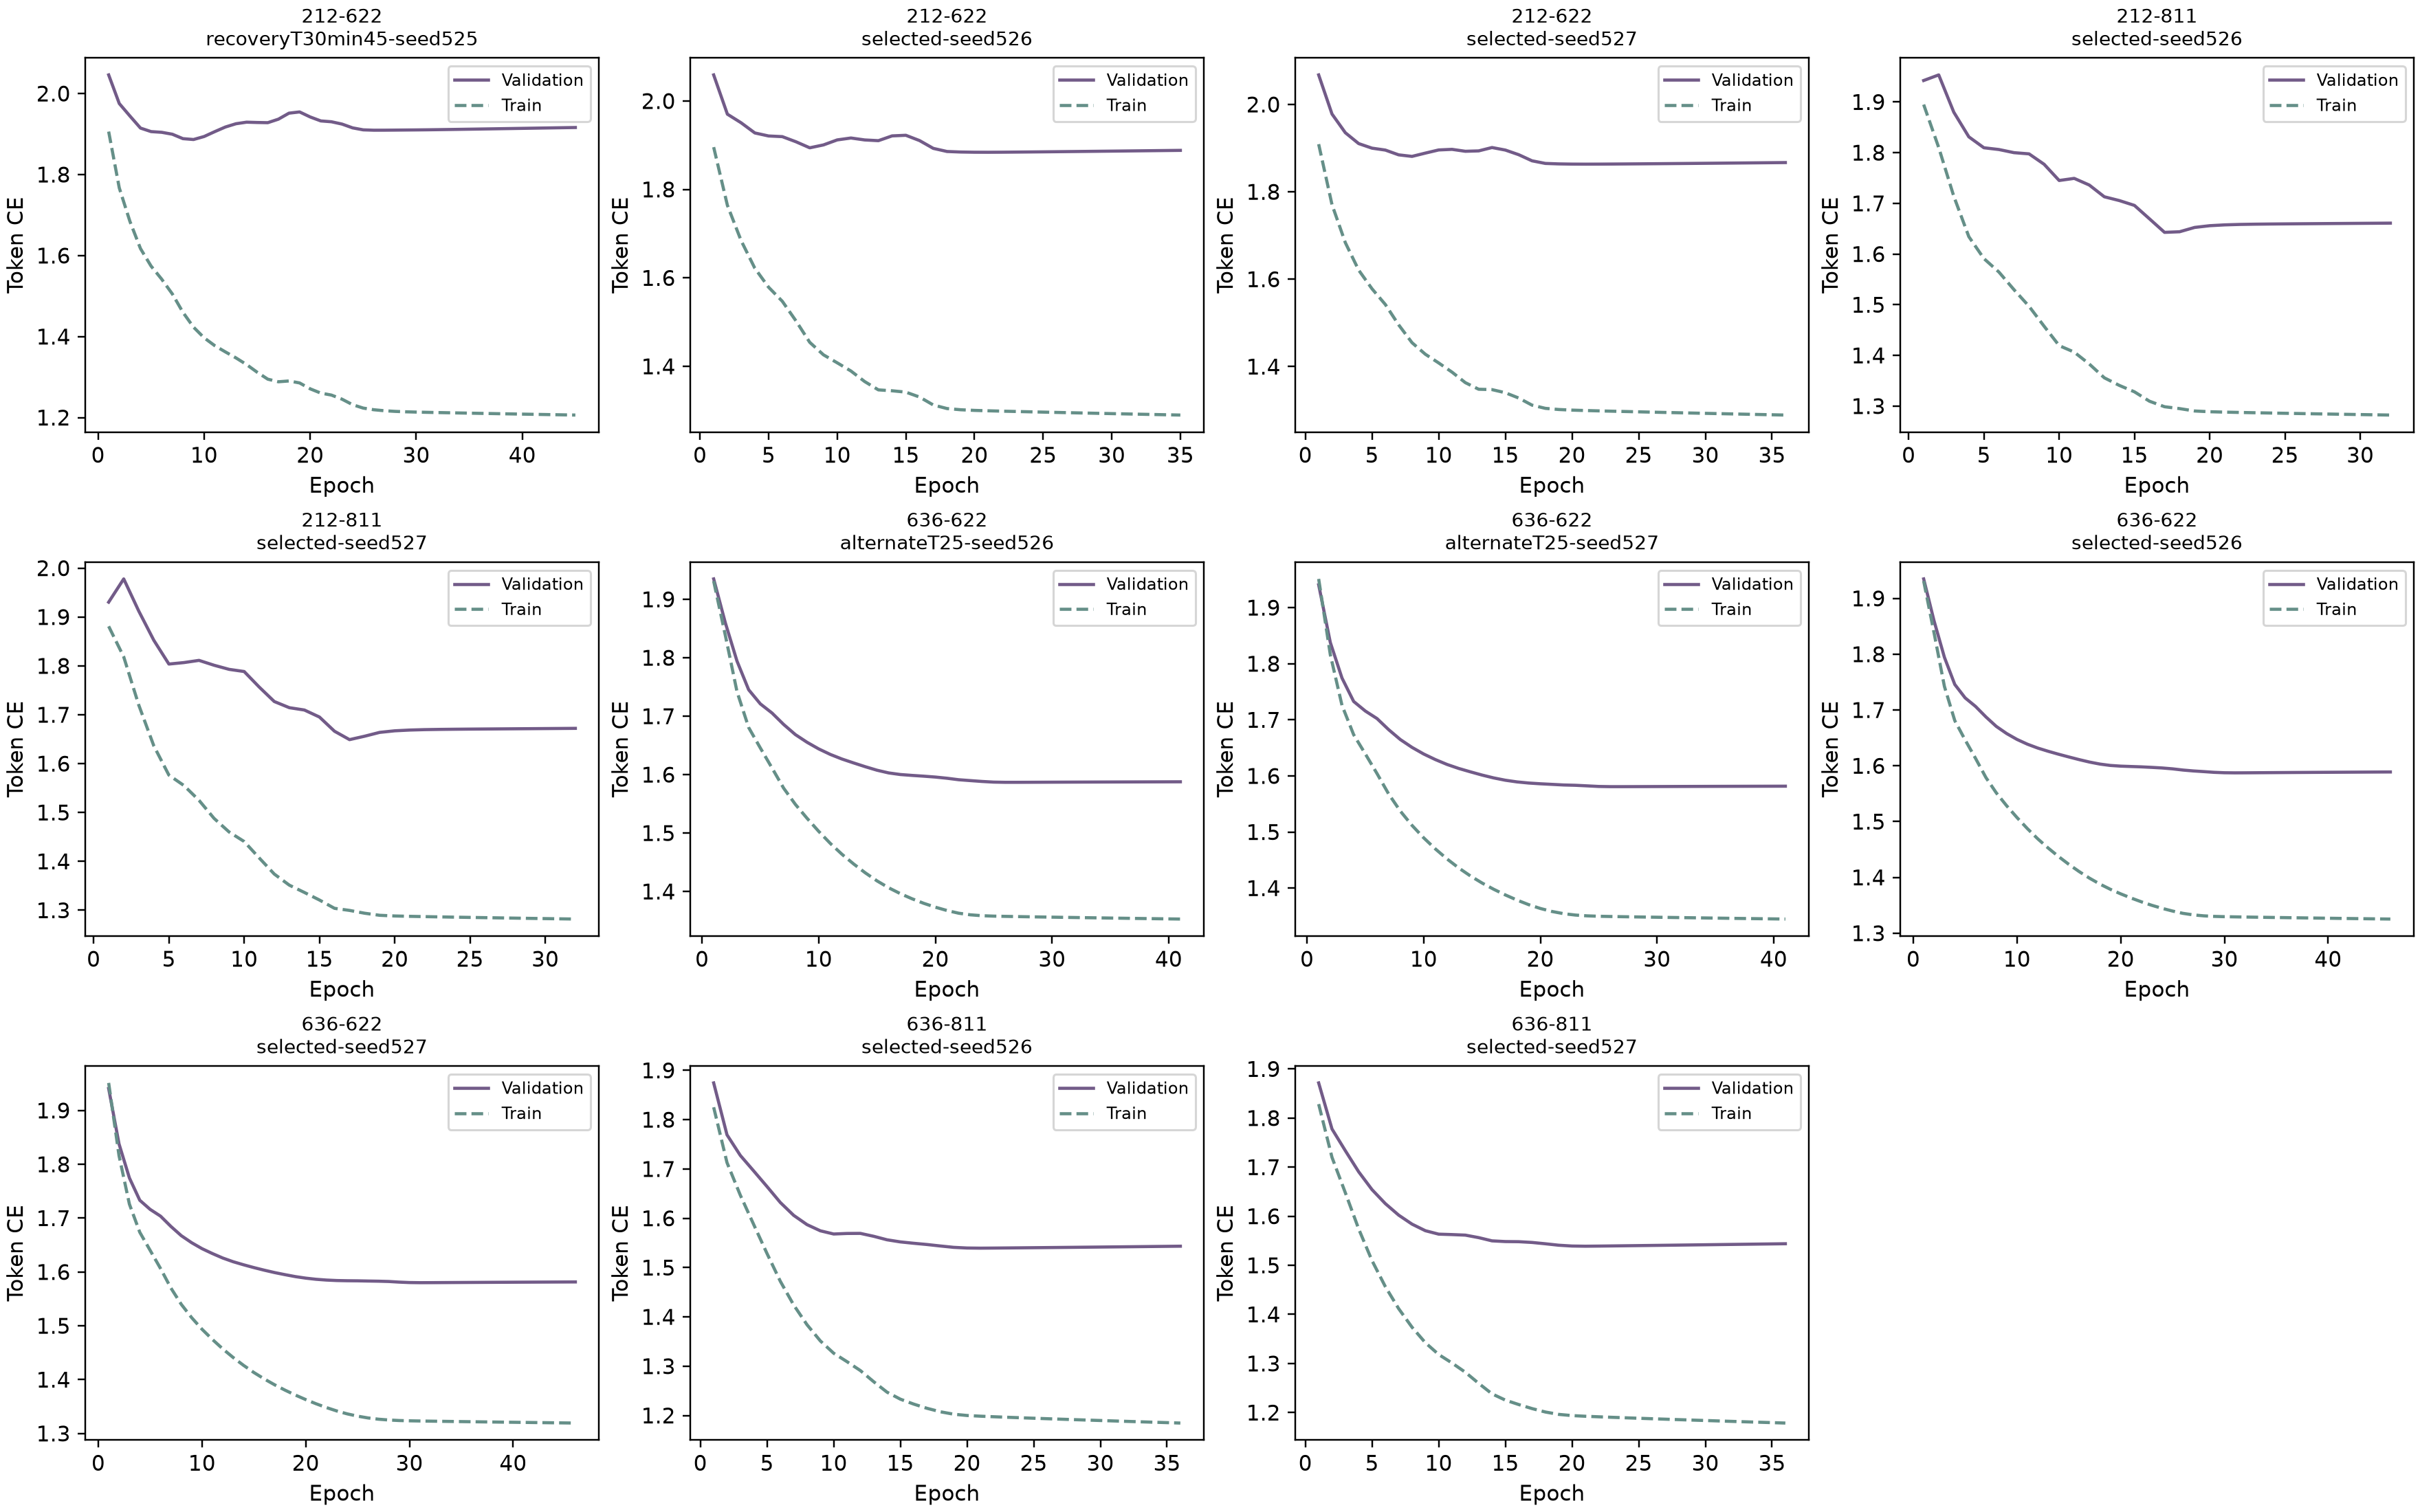 212-622
recoveryT30min45-seed525
Validation
Train
Token CE
2.0
1.8
1.6
1.4
1.2
0 10 20 30 40
Epoch
212-622
selected-seed526
Validation
Train
Token CE
2.0
1.8
1.6
1.4
0 5 10 15 20 25 30 35
Epoch
212-622
selected-seed527
Validation
Train
Token CE
2.0
1.8
1.6
1.4
0 5 10 15 20 25 30 35
Epoch
212-811
selected-seed526
Validation
Train
Token CE
1.9
1.8
1.7
1.6
1.5
1.4
1.3
0 5 10 15 20 25 30
Epoch
212-811
selected-seed527
Validation
Train
Token CE
2.0
1.9
1.8
1.7
1.6
1.5
1.4
1.3
0 5 10 15 20 25 30
Epoch
636-622
alternateT25-seed526
Validation
Train
Token CE
1.9
1.8
1.7
1.6
1.5
1.4
0 10 20 30 40
Epoch
636-622
alternateT25-seed527
Validation
Train
Token CE
1.9
1.8
1.7
1.6
1.5
1.4
0 10 20 30 40
Epoch
636-622
selected-seed526
Validation
Train
Token CE
1.9
1.8
1.7
1.6
1.5
1.4
1.3
0 10 20 30 40
Epoch
636-622
selected-seed527
Validation
Train
Token CE
1.9
1.8
1.7
1.6
1.5
1.4
1.3
0 10 20 30 40
Epoch
636-811
selected-seed526
Validation
Train
Token CE
1.9
1.8
1.7
1.6
1.5
1.4
1.3
1.2
0 5 10 15 20 25 30 35
Epoch
636-811
selected-seed527
Validation
Train
Token CE
1.9
1.8
1.7
1.6
1.5
1.4
1.3
1.2
0 5 10 15 20 25 30 35
Epoch